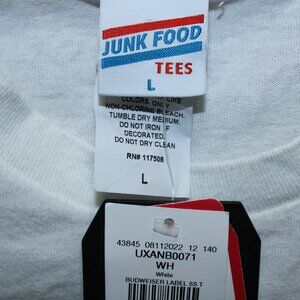 JUNK FOOD
TEES
L
COLORS. ONLY
NON-CHLORINE BLEACH.
TUMBLE DRY MEDIUM.
DO NOT IRON IF
DECORATED.
DO NOT DRY CLEAN
RN# 117508
L
43845 08112022 12 140
UXANB0071
WH
White
BUDWEISER LABEL SS T